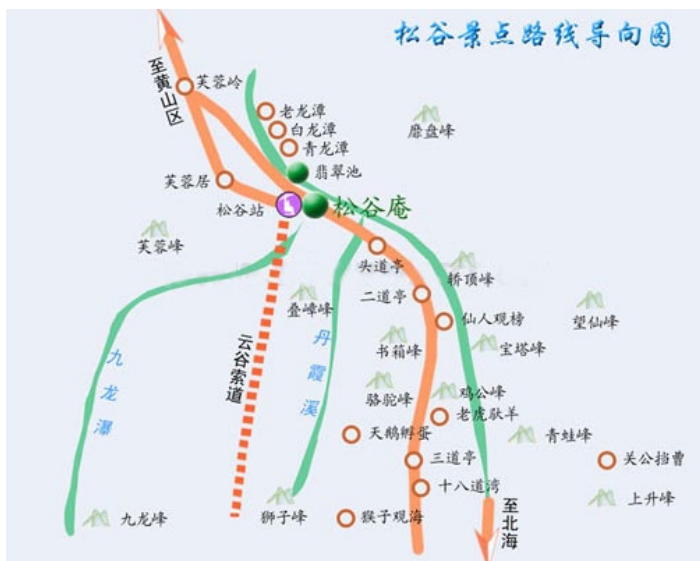 松谷景点路线导向图
至黄山区
芙蓉岭
老龙潭
白龙潭
青龙潭
磨盘峰
翡翠池
芙蓉居
松谷站
松谷庵
芙蓉峰
头道亭
轿顶峰
叠嶂峰
二道亭
仙人观榜
望仙峰
云谷索道
丹霞溪
书箱峰
宝塔峰
九龙瀑
骆驼峰
鸡公峰
老虎驮羊
天鹅孵蛋
青蛙峰
三道亭
关公挡曹
十八道湾
上升峰
九龙峰
狮子峰
猴子观海
至北海